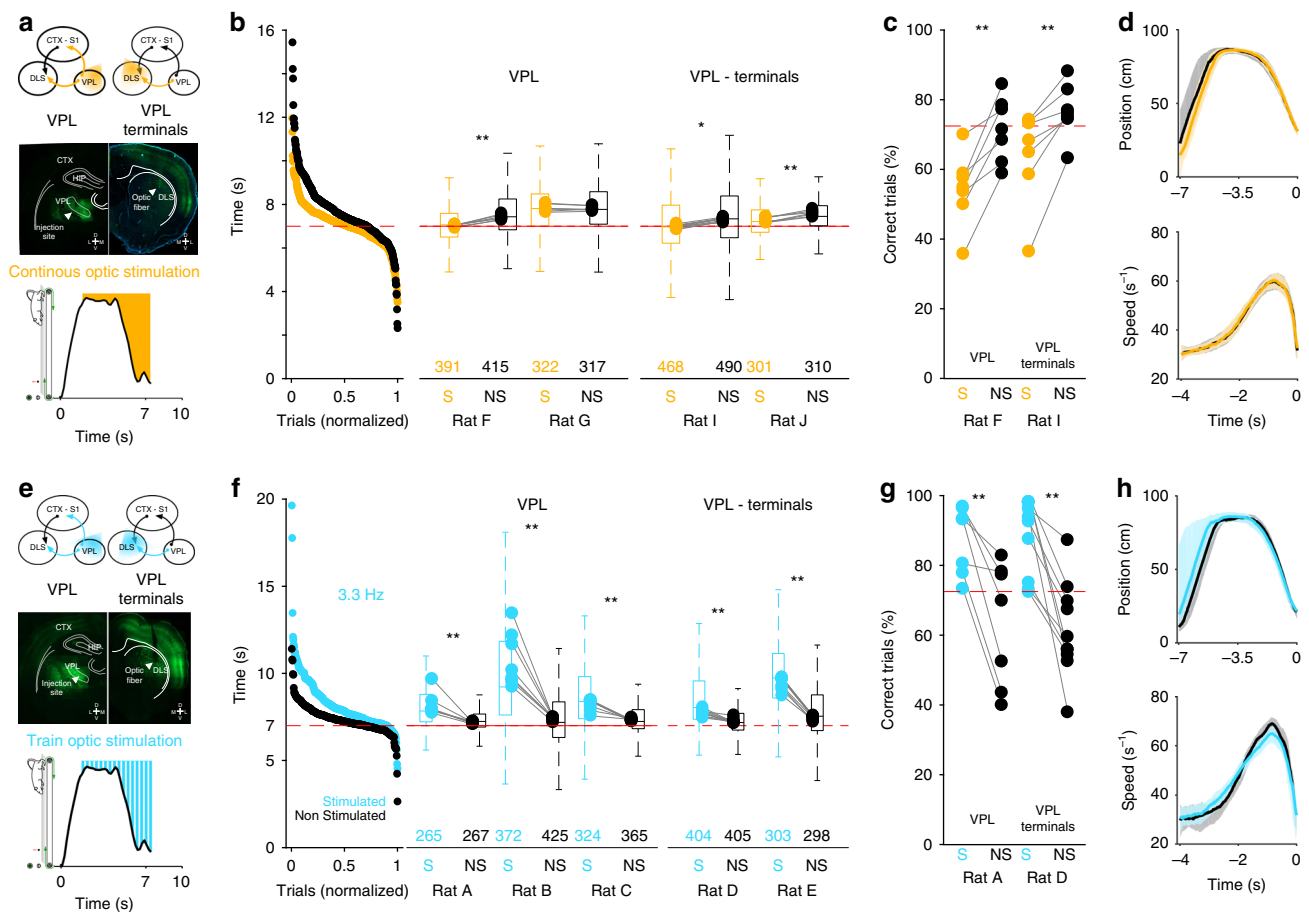 a
CTX - S1
CTX - S1
DLS
VPL
DLS
VPL
VPL
VPL
terminals
CTX
HIP
VPL
Injection
site
D
L M
V
Optic
fiber
DLS
D
M L
V
Continous optic stimulation
0
7
10
Time (s)
b
16
12
8
4
0
Time (s)
0
0.5
1
Trials (normalized)
VPL
VPL - terminals
**
*
**
391
415
322
317
468
490
301
310
S
NS
S
NS
S
NS
S
NS
Rat F
Rat G
Rat I
Rat J
c
**
**
100
80
60
40
20
0
Correct trials (%)
VPL
VPL
terminals
S
NS
S
NS
Rat F
Rat I
d
100
50
0
Position (cm)
–7
–3.5
0
80
60
40
20
Speed (s⁻¹)
–4
–2
0
Time (s)
e
CTX - S1
CTX - S1
DLS
VPL
DLS
VPL
VPL
VPL
terminals
CTX
HIP
VPL
Injection
site
D
L M
V
Optic
fiber
DLS
D
M L
V
Train optic stimulation
0
7
10
Time (s)
f
20
15
10
7
5
0
Time (s)
3.3 Hz
Stimulated
Non Stimulated
0
0.5
1
Trials (normalized)
VPL
VPL - terminals
**
**
**
**
**
265
267
372
425
324
365
404
405
303
298
S
NS
S
NS
S
NS
S
NS
S
NS
Rat A
Rat B
Rat C
Rat D
Rat E
g
**
**
100
80
60
40
20
0
Correct trials (%)
VPL
VPL
terminals
S
NS
S
NS
Rat A
Rat D
h
100
50
0
Position (cm)
–7
–3.5
0
80
60
40
20
Speed (s⁻¹)
–4
–2
0
Time (s)